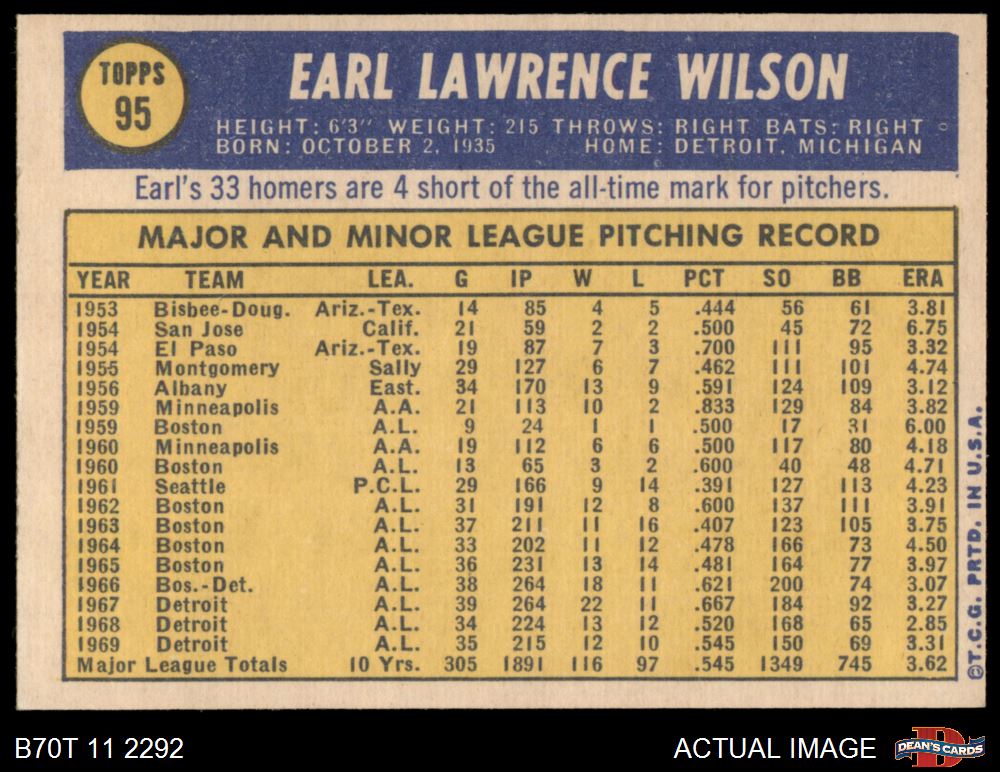 TOPPS
95
EARL LAWRENCE WILSON
HEIGHT: 6'3" WEIGHT: 215 THROWS: RIGHT BATS: RIGHT
BORN: OCTOBER 2, 1935 HOME: DETROIT, MICHIGAN
Earl's 33 homers are 4 short of the all-time mark for pitchers.
MAJOR AND MINOR LEAGUE PITCHING RECORD
YEAR TEAM LEA. G IP W L PCT SO BB ERA
1953 Bisbee-Doug. Ariz.-Tex. 14 85 4 5 .444 56 61 3.81
1954 San Jose Calif. 21 59 2 2 .500 45 72 6.75
1954 El Paso Ariz.-Tex. 19 87 7 3 .700 111 95 3.32
1955 Montgomery Sally 29 127 6 7 .462 111 101 4.74
1956 Albany East. 34 170 13 9 .591 124 109 3.12
1959 Minneapolis A.A. 21 113 10 2 .833 129 84 3.82
1959 Boston A.L. 9 24 1 1 .500 17 31 6.00
1960 Minneapolis A.A. 19 112 6 6 .500 117 80 4.18
1960 Boston A.L. 13 65 3 2 .600 40 48 4.71
1961 Seattle P.C.L. 29 166 9 14 .391 127 113 4.23
1962 Boston A.L. 31 191 12 8 .600 137 111 3.91
1963 Boston A.L. 37 211 11 16 .407 123 105 3.75
1964 Boston A.L. 33 202 11 12 .478 166 73 4.50
1965 Boston A.L. 36 231 13 14 .481 164 77 3.97
1966 Bos.-Det. A.L. 38 264 18 11 .621 200 74 3.07
1967 Detroit A.L. 39 264 22 11 .667 184 92 3.27
1968 Detroit A.L. 34 224 13 12 .520 168 65 2.85
1969 Detroit A.L. 35 215 12 10 .545 150 69 3.31
Major League Totals 10 Yrs. 305 1891 116 97 .545 1349 745 3.62
©T.C.G. PRTD. IN U.S.A.
B70T 11 2292
ACTUAL IMAGE
D
DEAN'S CARDS